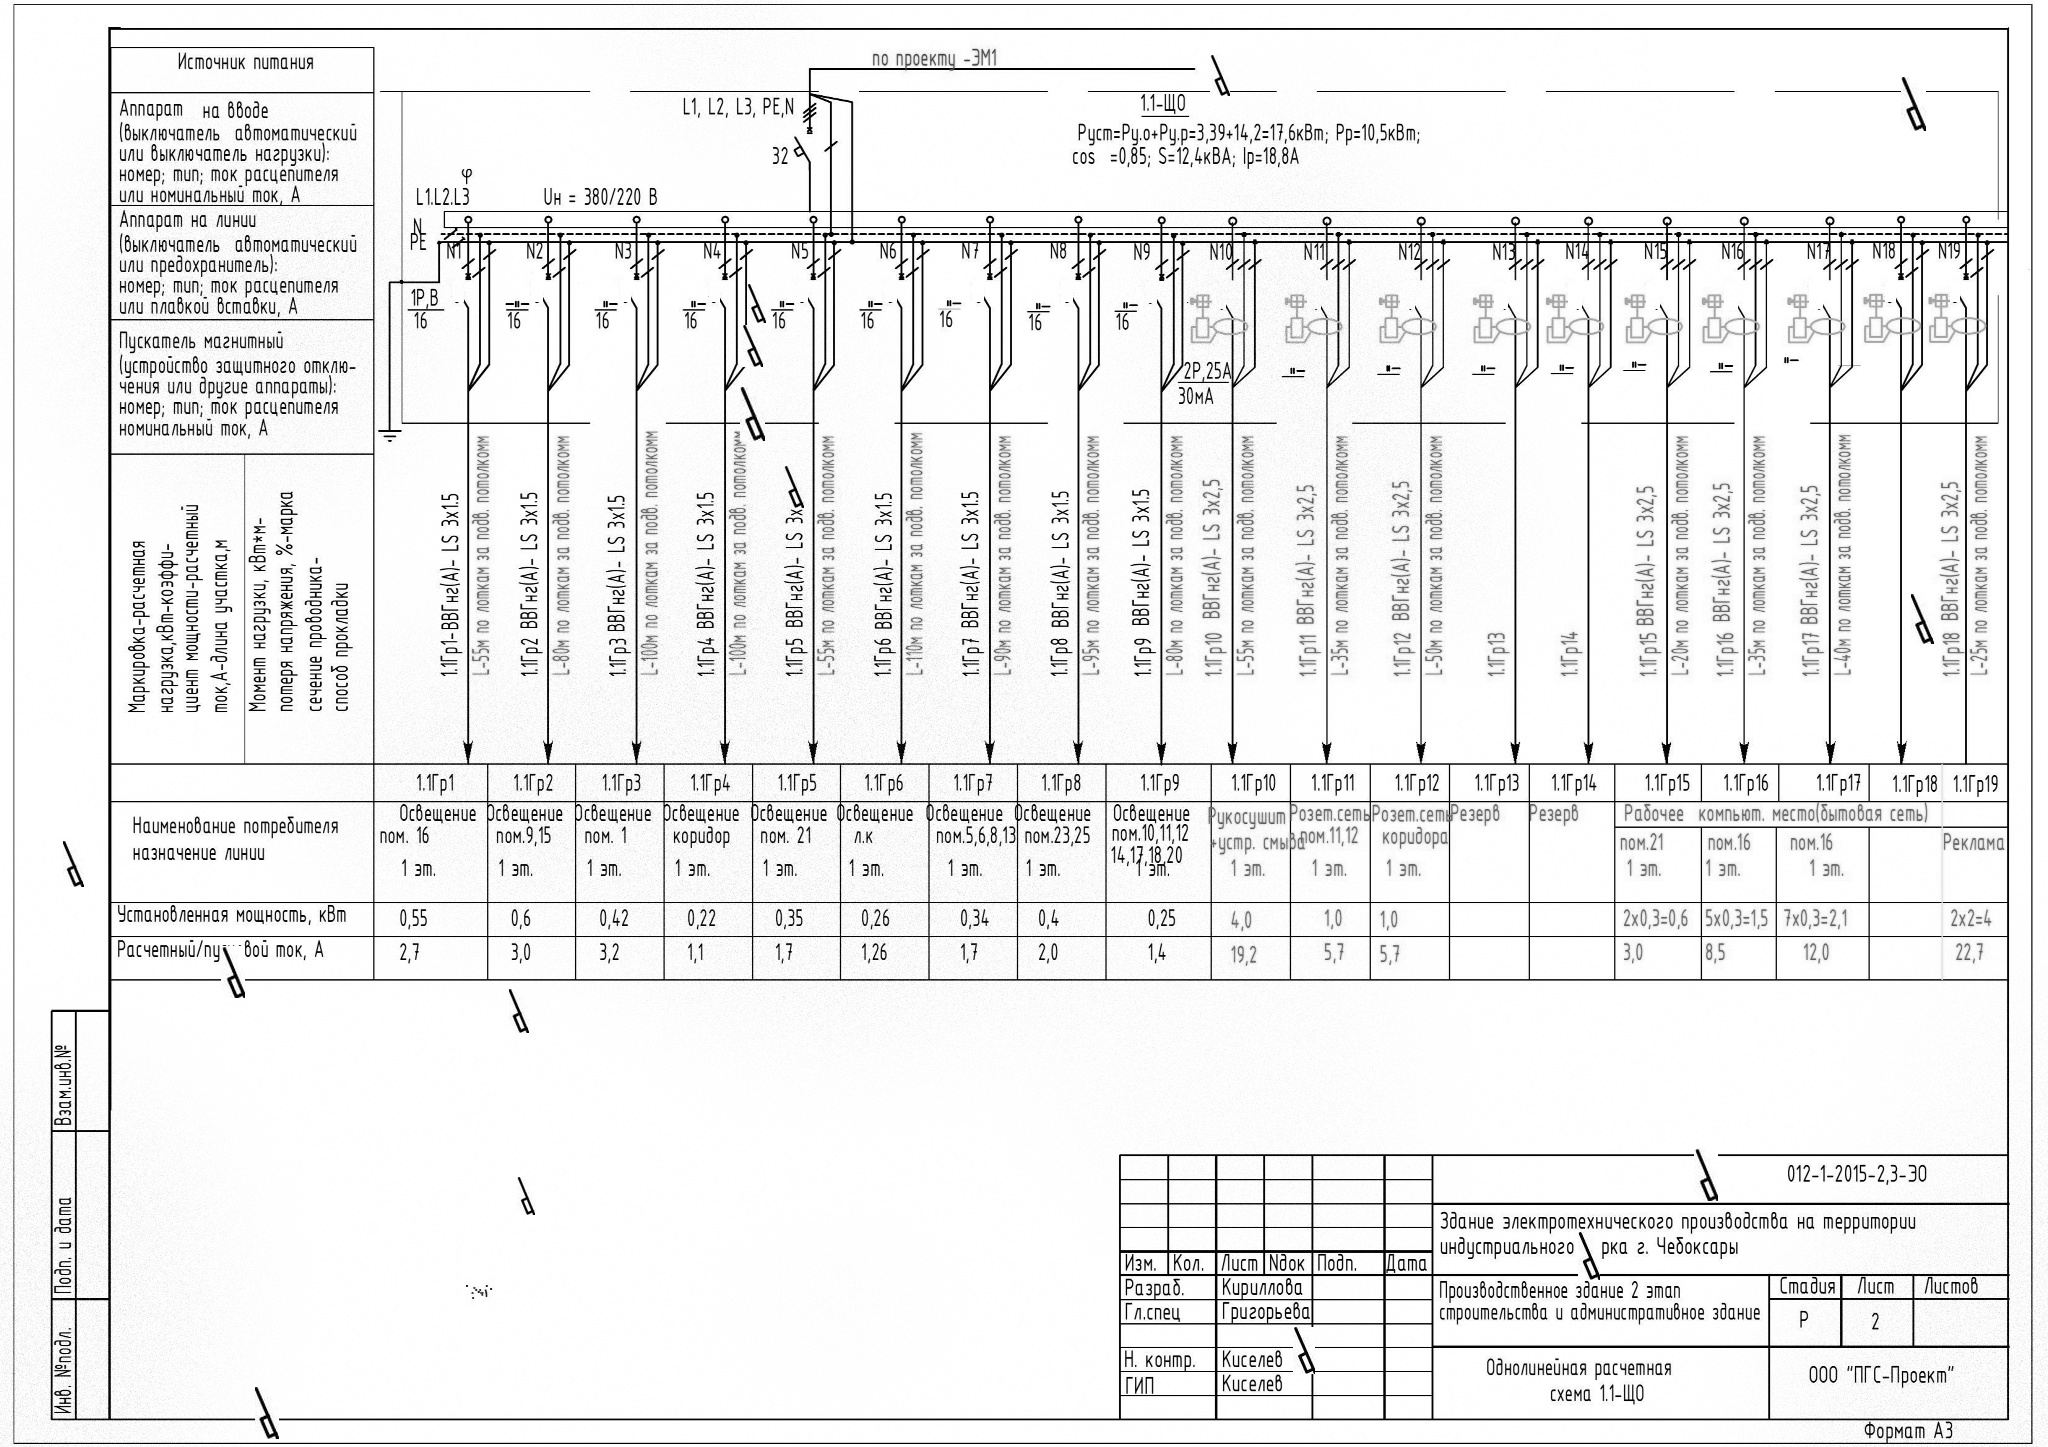 Источник питания
Аппарат на вводе
(выключатель автоматический
или выключатель нагрузки):
номер; тип; ток расцепителя
или номинальный ток, А
Аппарат на линии
(выключатель автоматический
или предохранитель):
номер; тип; ток расцепителя
или плавкой вставки, А
Пускатель магнитный
(устройство защитного отклю-
чения или другие аппараты):
номер; тип; ток расцепителя
номинальный ток, А
Маркировка-расчетная
нагрузка,кВт-коэффи-
циент мощности-расчетный
ток,А-длина участка,м
Момент нагрузки, кВт*м-
потеря напряжения, %-марка
сечение проводника-
способ прокладки
по проекту -ЭМ1
L1, L2, L3, PE,N
32
1.1-ЩО
Руст=Ру.о+Ру.р=3,39+14,2=17,6кВт; Рр=10,5кВт;
cos =0,85; S=12,4кВА; Iр=18,8А
φ
L1.L2.L3
Uн = 380/220 В
N
PE
N1 N2 N3 N4 N5 N6 N7 N8 N9 N10 N11 N12 N13 N14 N15 N16 N17 N18 N19
1Р,В
16
-"- 16
-"- 16
-"- 16
-"- 16
-"- 16
-"- 16
-"- 16
-"- 16
2Р,25А
30мА
-"- -"- -"- -"- -"- -"- -"-
1.1Гр1-ВВГнг(А)- LS 3х1.5
L-55м по лоткам за подв. потолкомм
1.1Гр2 ВВГнг(А)- LS 3х1.5
L-80м по лоткам за подв. потолкомм
1.1Гр3 ВВГнг(А)- LS 3х1.5
L-100м по лоткам за подв. потолкомм
1.1Гр4 ВВГнг(А)- LS 3х1.5
L-100м по лоткам за подв. потолкомм
1.1Гр5 ВВГнг(А)- LS 3х1.5
L-55м по лоткам за подв. потолкомм
1.1Гр6 ВВГнг(А)- LS 3х1.5
L-110м по лоткам за подв. потолкомм
1.1Гр7 ВВГнг(А)- LS 3х1.5
L-90м по лоткам за подв. потолкомм
1.1Гр8 ВВГнг(А)- LS 3х1.5
L-95м по лоткам за подв. потолкомм
1.1Гр9 ВВГнг(А)- LS 3х1.5
L-80м по лоткам за подв. потолкомм
1.1Гр10 ВВГнг(А)- LS 3х2,5
L-55м по лоткам за подв. потолкомм
1.1Гр11 ВВГнг(А)- LS 3х2,5
L-35м по лоткам за подв. потолкомм
1.1Гр12 ВВГнг(А)- LS 3х2,5
L-50м по лоткам за подв. потолкомм
1.1Гр13
1.1Гр14
1.1Гр15 ВВГнг(А)- LS 3х2,5
L-20м по лоткам за подв. потолкомм
1.1Гр16 ВВГнг(А)- LS 3х2,5
L-35м по лоткам за подв. потолкомм
1.1Гр17 ВВГнг(А)- LS 3х2,5
L-40м по лоткам за подв. потолкомм
1.1Гр18 ВВГнг(А)- LS 3х2,5
L-25м по лоткам за подв. потолкомм
1.1Гр1 1.1Гр2 1.1Гр3 1.1Гр4 1.1Гр5 1.1Гр6 1.1Гр7 1.1Гр8 1.1Гр9 1.1Гр10 1.1Гр11 1.1Гр12 1.1Гр13 1.1Гр14 1.1Гр15 1.1Гр16 1.1Гр17 1.1Гр18 1.1Гр19
Наименование потребителя
назначение линии
Освещение
пом. 16
1 эт.
Освещение
пом.9,15
1 эт.
Освещение
пом. 1
1 эт.
Освещение
коридор
1 эт.
Освещение
пом. 21
1 эт.
Освещение
л.к
1 эт.
Освещение
пом.5,6,8,13
1 эт.
Освещение
пом.23,25
1 эт.
Освещение
пом.10,11,12
14,17,18,20
1 эт.
Рукосушит
+устр. смыва
1 эт.
Розет.сеть
пом.11,12
1 эт.
Розет.сеть
коридора
1 эт.
Резерв
Резерв
Рабочее компьют. место(бытовая сеть)
пом.21
1 эт.
пом.16
1 эт.
пом.16
1 эт.
Реклама
Установленная мощность, кВт 0,55 0,6 0,42 0,22 0,35 0,26 0,34 0,4 0,25 4,0 1,0 1,0 2х0,3=0,6 5х0,3=1,5 7х0,3=2,1 2х2=4
Расчетный/пу вой ток, А 2,7 3,0 3,2 1,1 1,7 1,26 1,7 2,0 1,4 19,2 5,7 5,7 3,0 8,5 12,0 22,7
Взам.инв.№
Подп. и дата
Инв. №подл.
012-1-2015-2,3-ЭО
Здание электротехнического производства на территории
индустриального рка г. Чебоксары
Изм. Кол. Лист Nдок Подп. Дата
Разраб. Кириллова
Гл.спец Григорьева
Н. контр. Киселев
ГИП Киселев
Производственное здание 2 этап
строительства и административное здание
Стадия Лист Листов
Р 2
Однолинейная расчетная
схема 1.1-ЩО
ООО "ПГС-Проект"
Формат А3